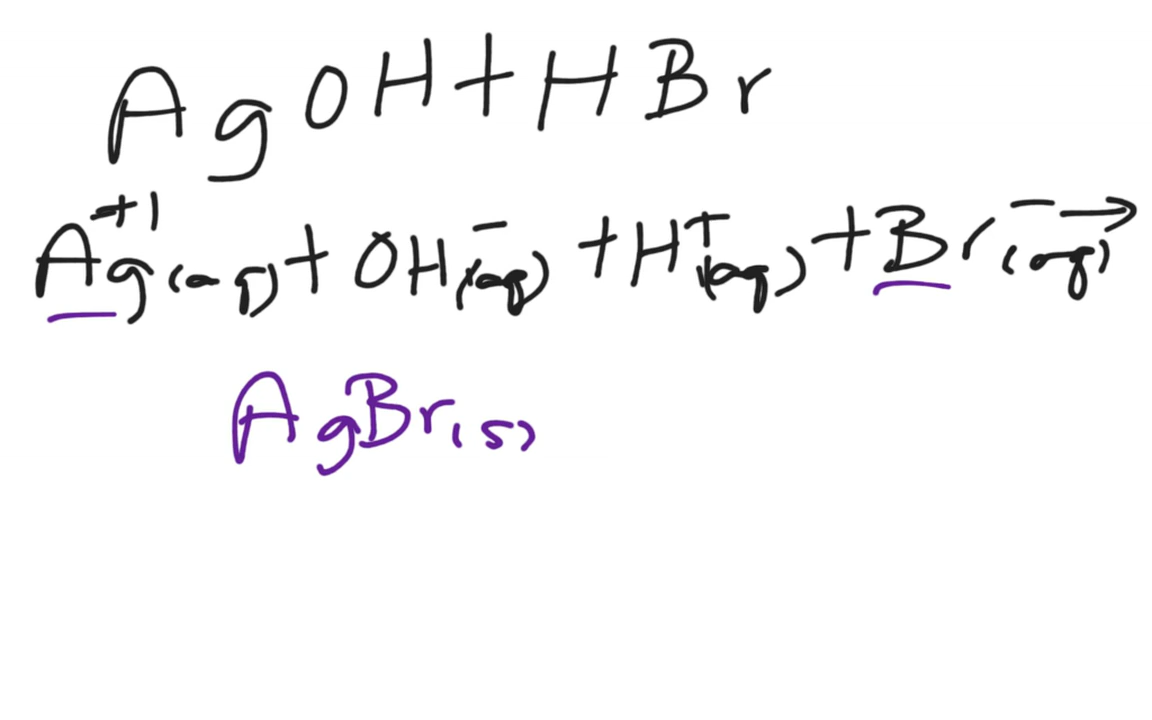 AgOH + HBr
Ag⁺¹(aq) + OH⁻(aq) + H⁺(aq) + Br⁻(aq) →
AgBr(s)